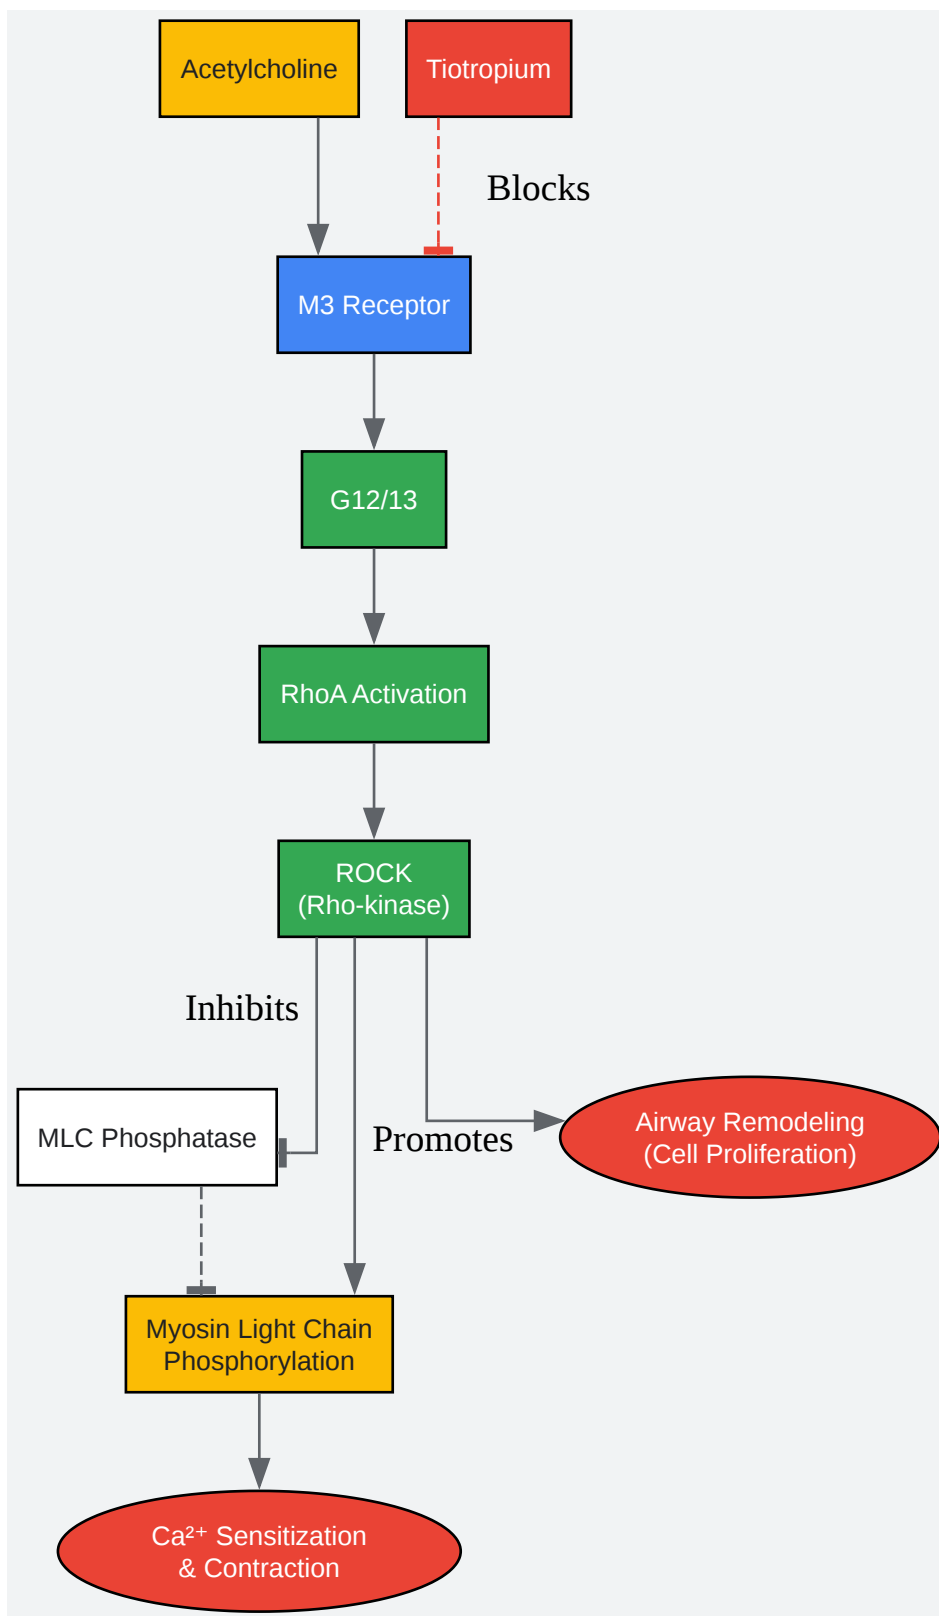 Acetylcholine
Tiotropium
Blocks
M3 Receptor
G12/13
RhoA Activation
ROCK
(Rho-kinase)
Inhibits
MLC Phosphatase
Promotes
Airway Remodeling
(Cell Proliferation)
Myosin Light Chain
Phosphorylation
Ca²⁺ Sensitization
& Contraction